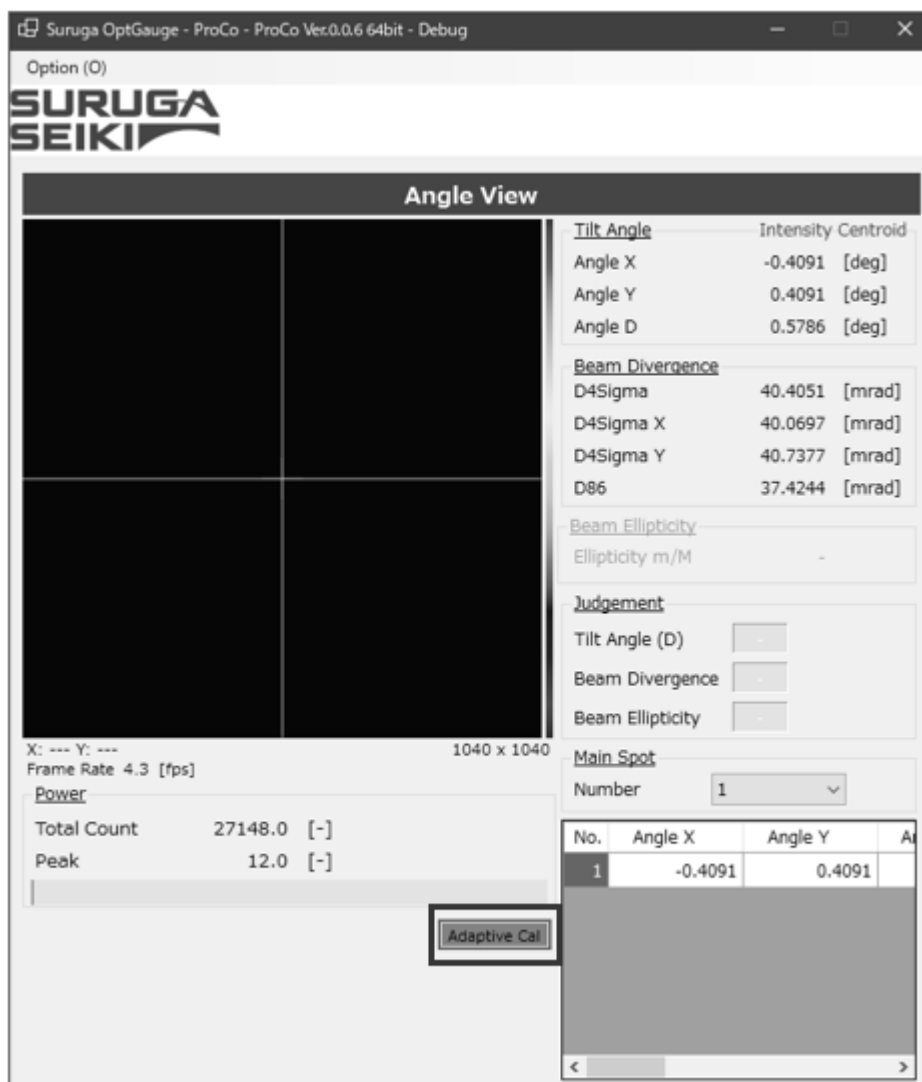 Suruga OptGauge - ProCo - ProCo Ver.0.0.6 64bit - Debug
Option (O)
SURUGA
SEIKI
Angle View
Tilt Angle Intensity Centroid
Angle X -0.4091 [deg]
Angle Y 0.4091 [deg]
Angle D 0.5786 [deg]
Beam Divergence
D4Sigma 40.4051 [mrad]
D4Sigma X 40.0697 [mrad]
D4Sigma Y 40.7377 [mrad]
D86 37.4244 [mrad]
Beam Ellipticity
Ellipticity m/M -
Judgement
Tilt Angle (D) -
Beam Divergence -
Beam Ellipticity -
X: --- Y: --- 1040 x 1040
Frame Rate 4.3 [fps]
Power
Total Count 27148.0 [-]
Peak 12.0 [-]
Adaptive Cal
Main Spot
Number 1
No. Angle X Angle Y
1 -0.4091 0.4091